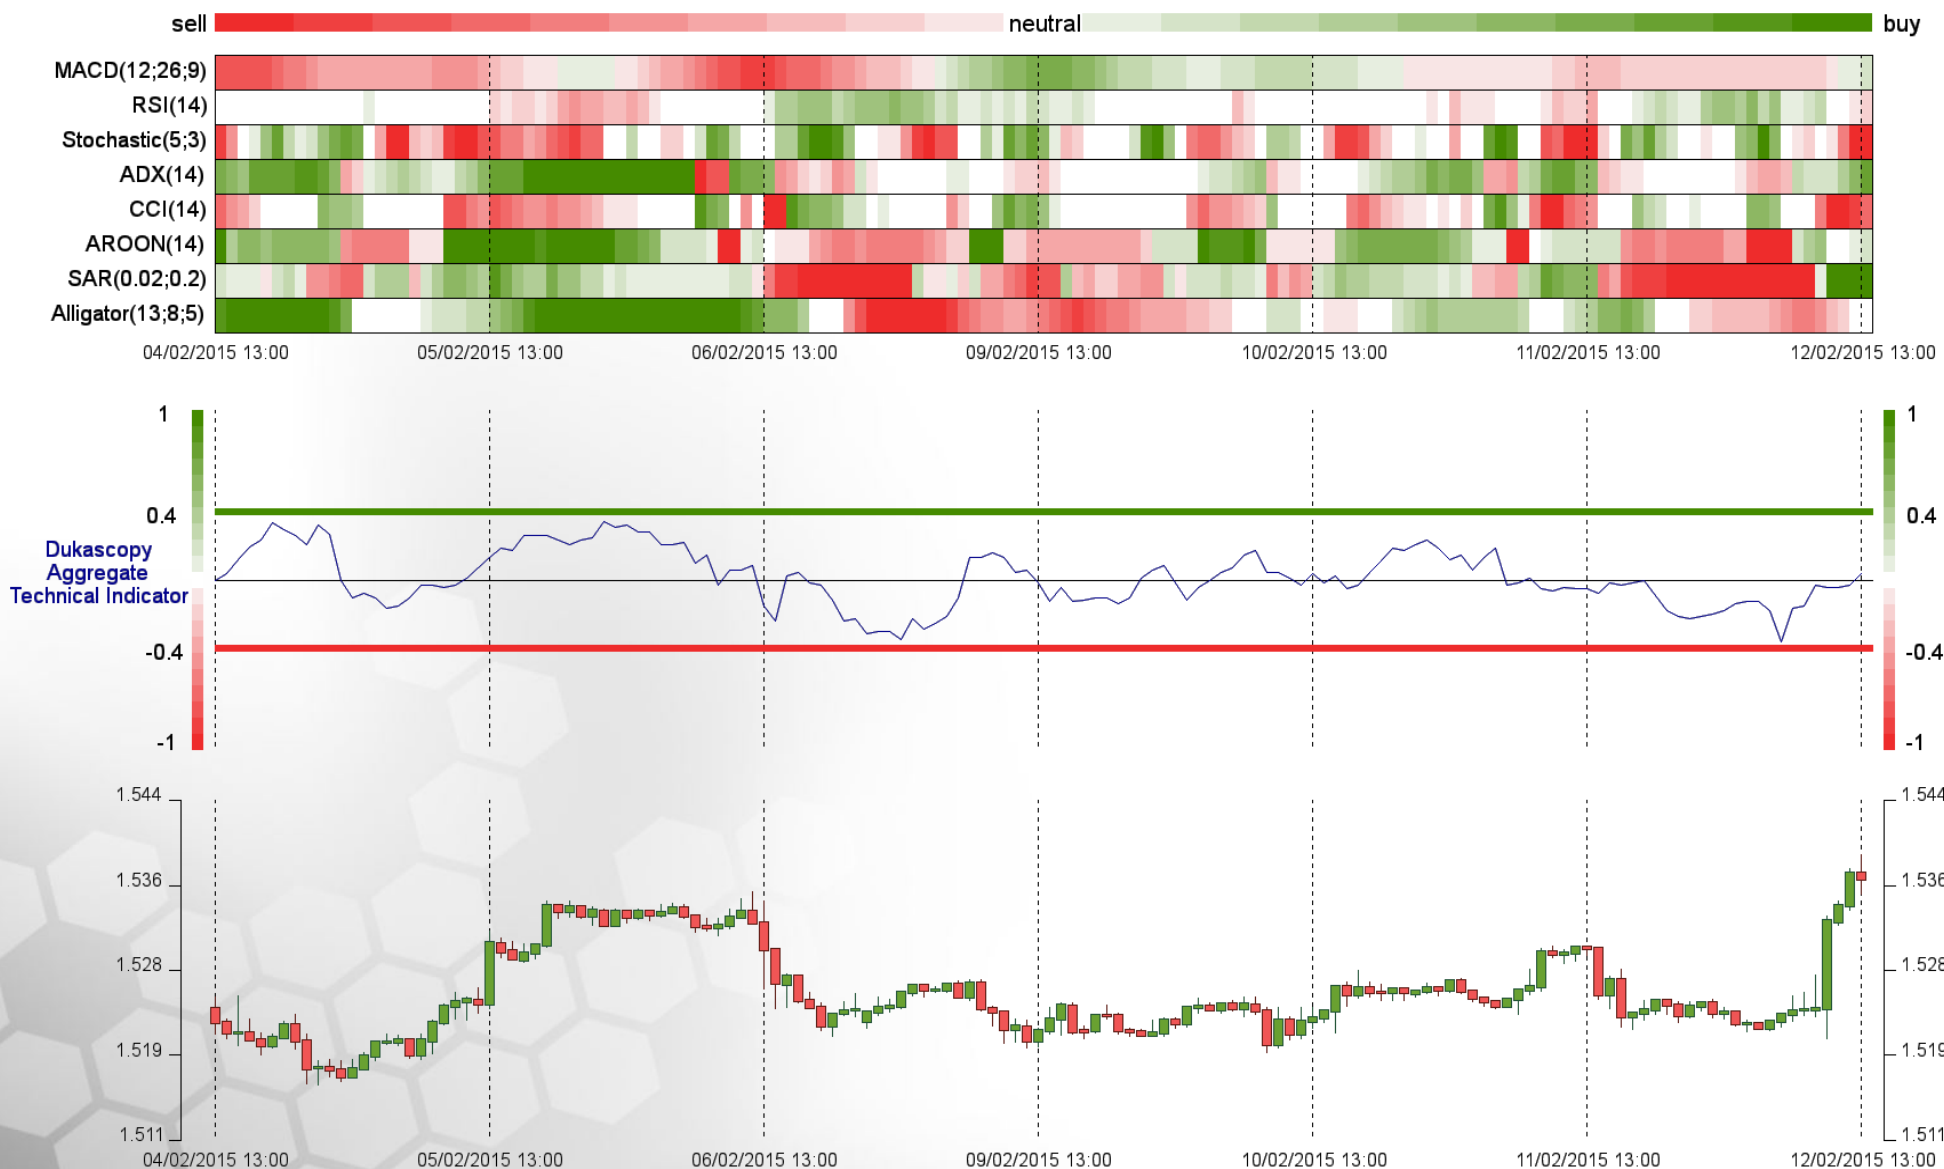 sell neutral buy
MACD(12;26;9)
RSI(14)
Stochastic(5;3)
ADX(14)
CCI(14)
AROON(14)
SAR(0.02;0.2)
Alligator(13;8;5)
04/02/2015 13:00 05/02/2015 13:00 06/02/2015 13:00 09/02/2015 13:00 10/02/2015 13:00 11/02/2015 13:00 12/02/2015 13:00
1 1
0.4 0.4
Dukascopy
Aggregate
Technical Indicator
-0.4 -0.4
-1 -1
1.544 1.544
1.536 1.536
1.528 1.528
1.519 1.519
1.511 1.511
04/02/2015 13:00 05/02/2015 13:00 06/02/2015 13:00 09/02/2015 13:00 10/02/2015 13:00 11/02/2015 13:00 12/02/2015 13:00